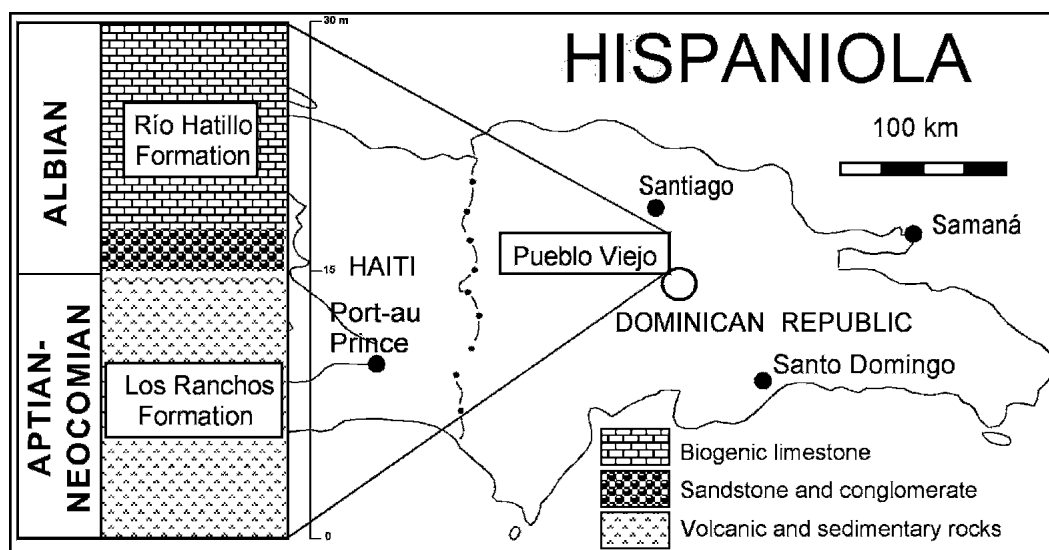 30 m
HISPANIOLA
ALBIAN
Río Hatillo
Formation
100 km
Santiago
Samaná
Pueblo Viejo
15
HAITI
Port-au
Prince
DOMINICAN REPUBLIC
APTIAN-
NEOCOMIAN
Los Ranchos
Formation
Santo Domingo
Biogenic limestone
Sandstone and conglomerate
Volcanic and sedimentary rocks
0